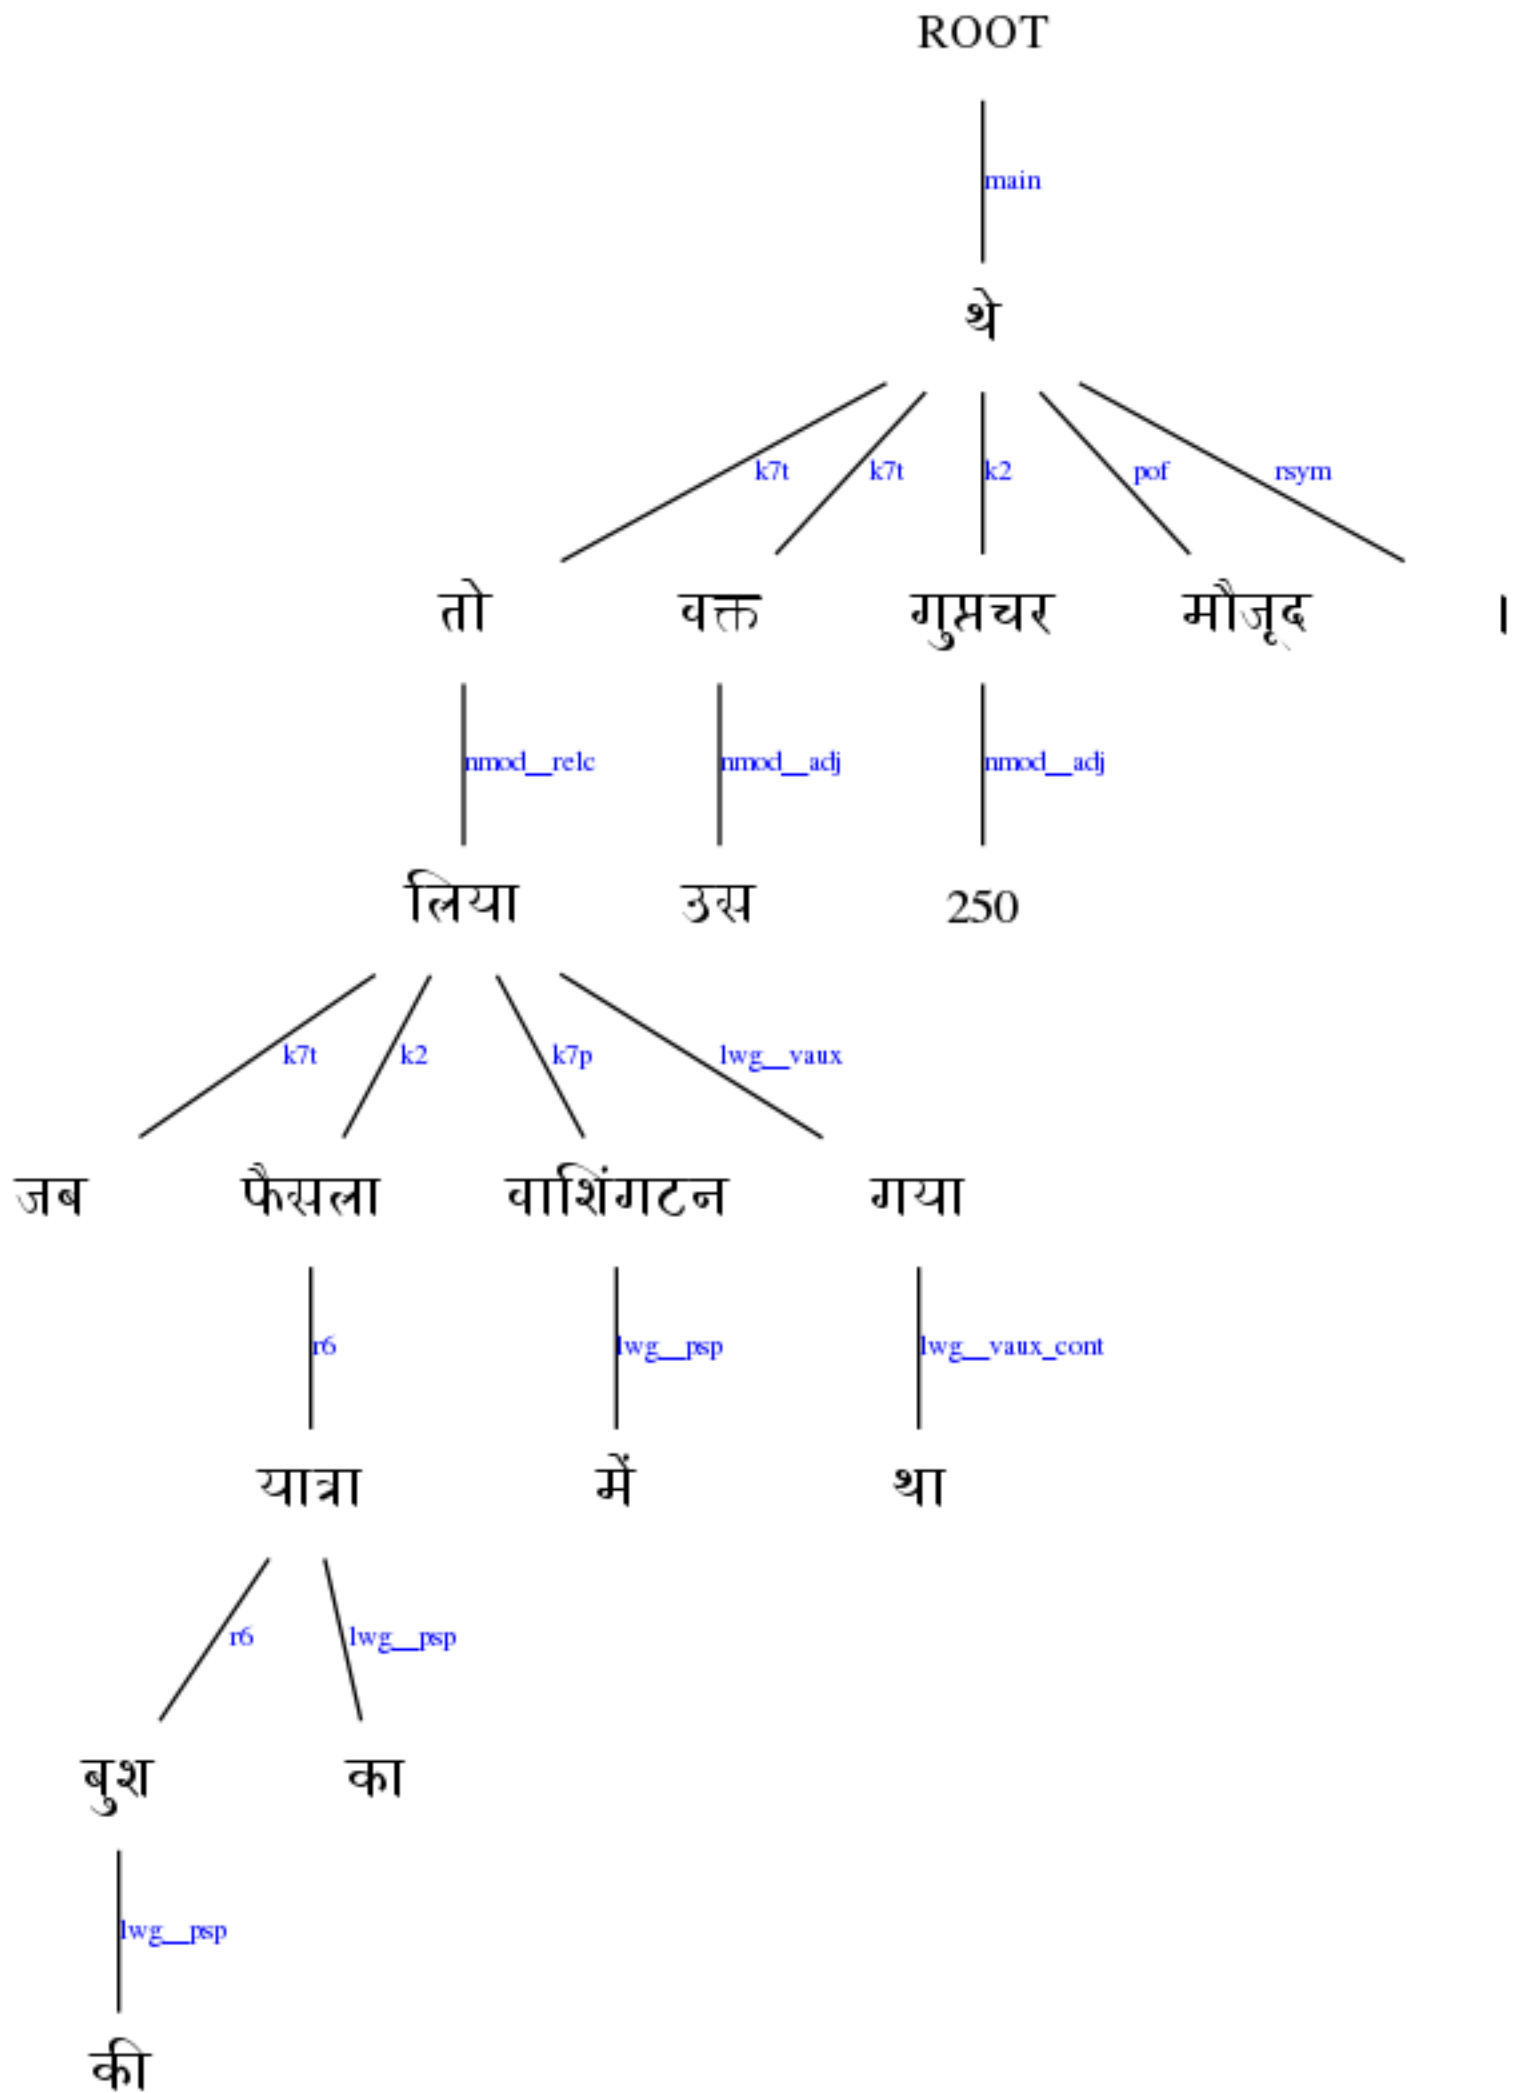 ROOT
main
थे
k7t k7t k2 pof rsym
तो वक्त गुप्तचर मौजूद ।
nmod__relc nmod__adj nmod__adj
लिया उस 250
k7t k2 k7p lwg__vaux
जब फैसला वाशिंगटन गया
r6 lwg__psp lwg__vaux_cont
यात्रा में था
r6 lwg__psp
बुश का
lwg__psp
की